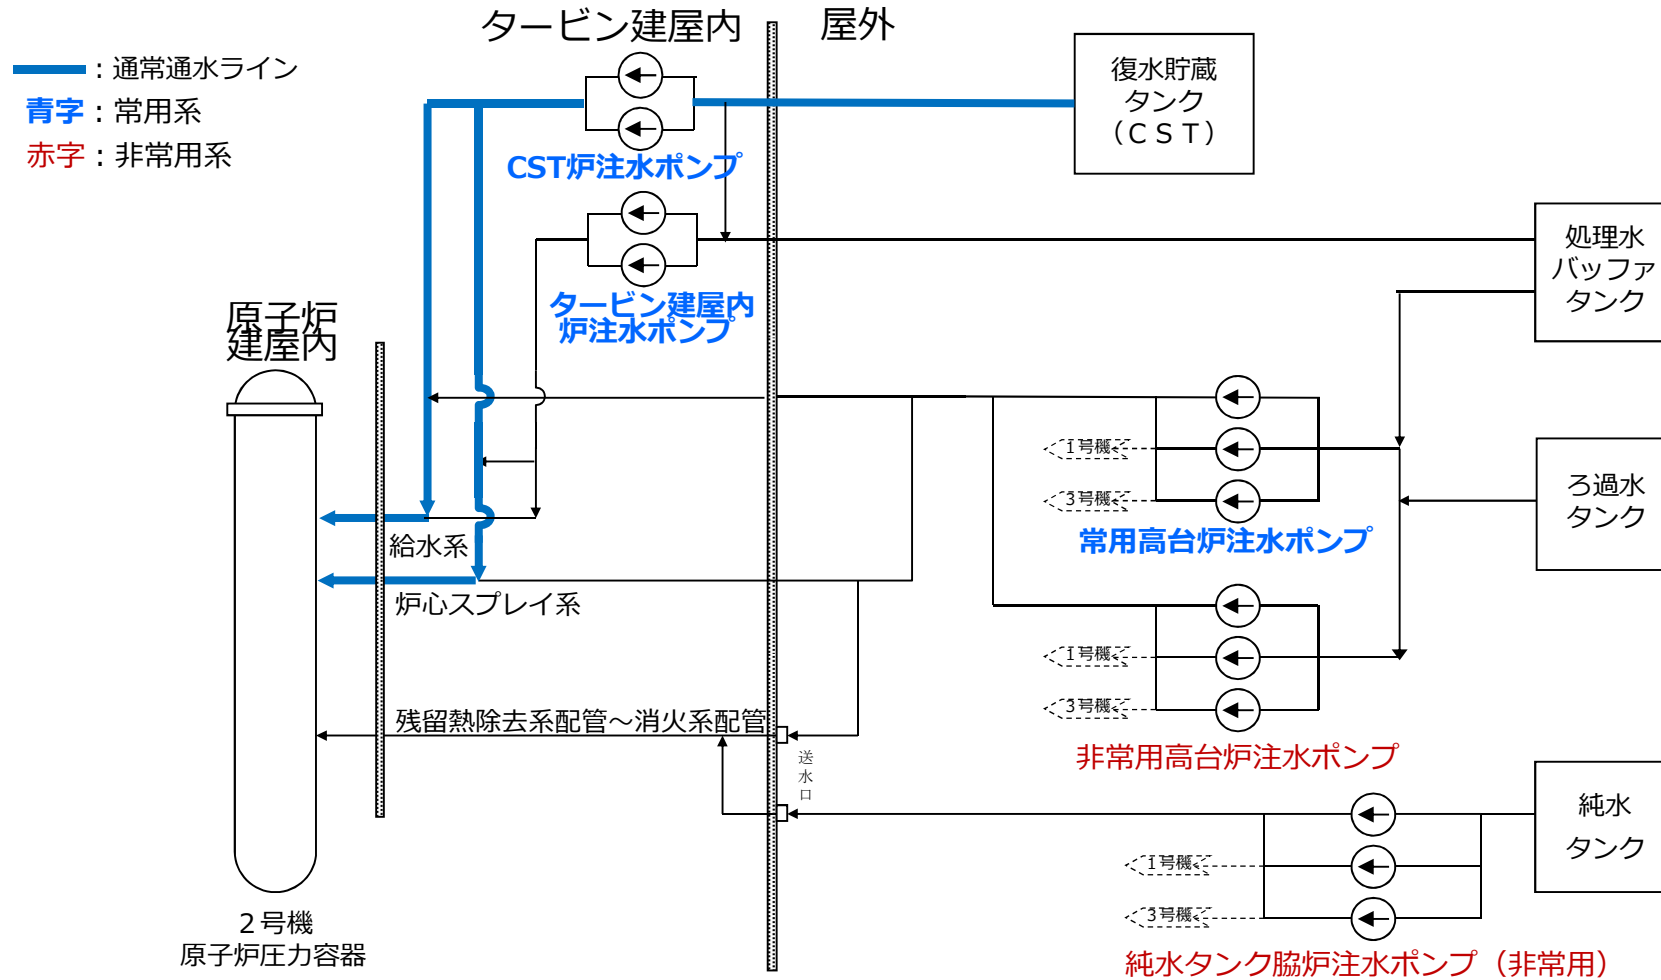 タービン建屋内
屋外
：通常通水ライン
青字：常用系
赤字：非常用系
復水貯蔵
タンク
（ＣＳＴ）
CST炉注水ポンプ
処理水
バッファ
タンク
タービン建屋内
炉注水ポンプ
原子炉
建屋内
1号機
3号機
常用高台炉注水ポンプ
ろ過水
タンク
給水系
炉心スプレイ系
1号機
3号機
非常用高台炉注水ポンプ
残留熱除去系配管～消火系配管
送
水
口
純水
タンク
1号機
3号機
純水タンク脇炉注水ポンプ（非常用）
２号機
原子炉圧力容器